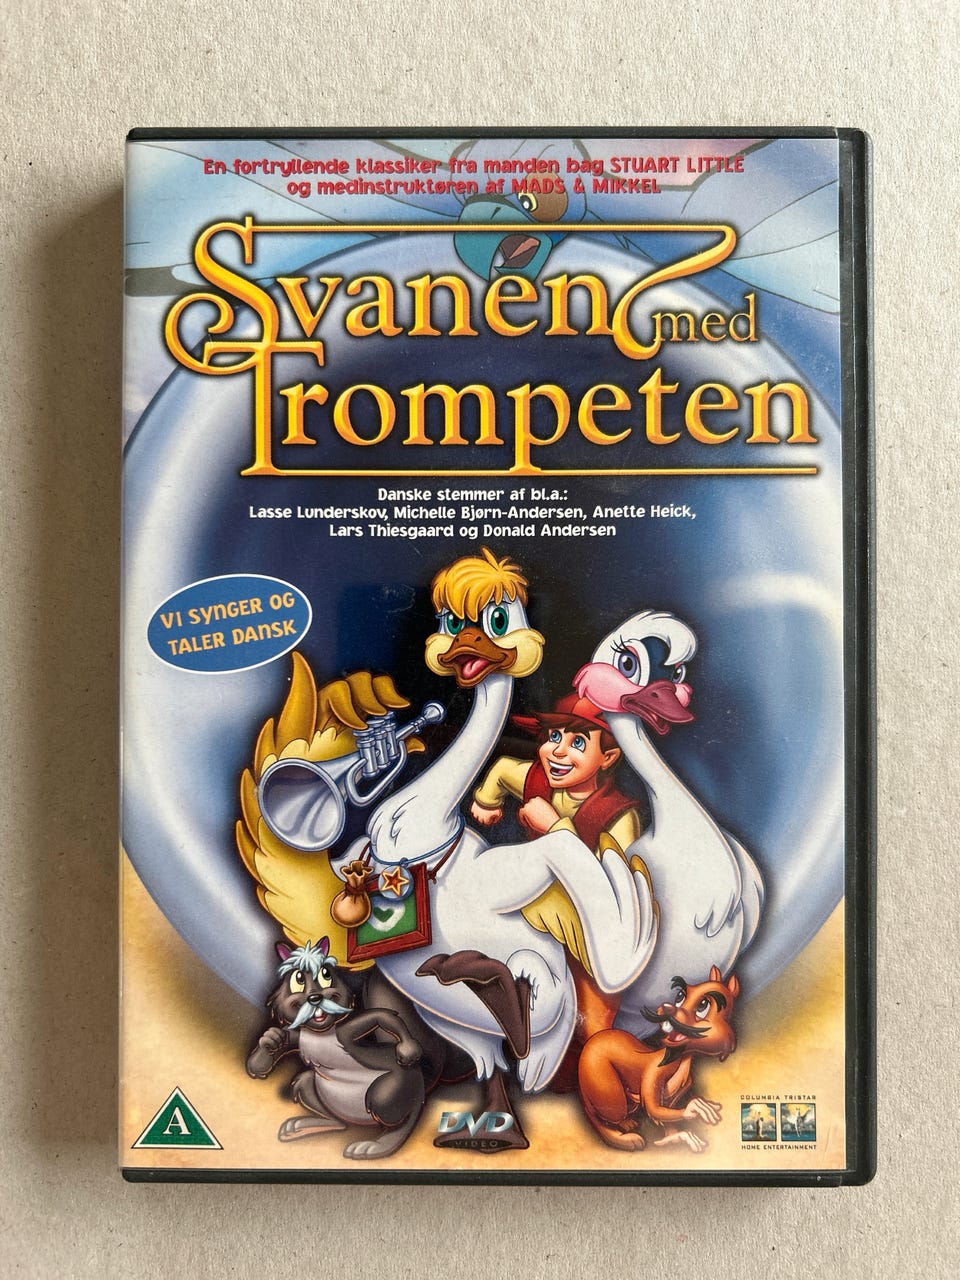 En fortryllende klassiker fra manden bag STUART LITTLE
og medinstruktøren af MADS & MIKKEL
Svanen med
Trompeten
Danske stemmer af bl.a.:
Lasse Lunderskov, Michelle Bjørn-Andersen, Anette Heick,
Lars Thiesgaard og Donald Andersen
VI SYNGER OG
TALER DANSK
A
DVD
VIDEO
COLUMBIA TRISTAR
HOME ENTERTAINMENT